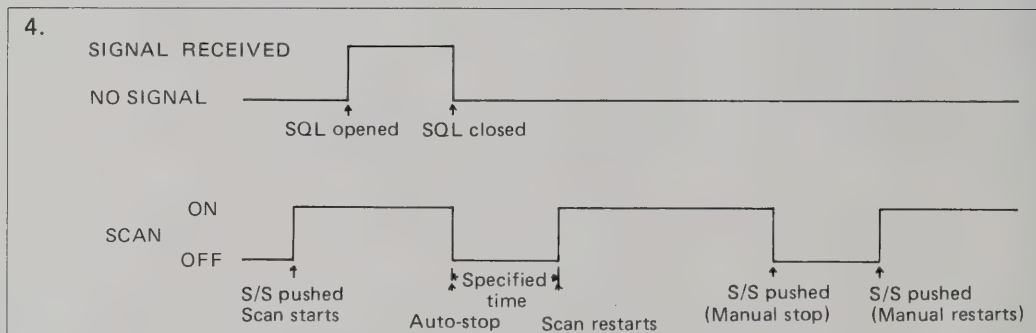 4.
SIGNAL RECEIVED
NO SIGNAL
SQL opened
SQL closed
ON
SCAN
OFF
S/S pushed
Scan starts
Specified
time
Auto-stop
Scan restarts
S/S pushed
(Manual stop)
S/S pushed
(Manual restarts)